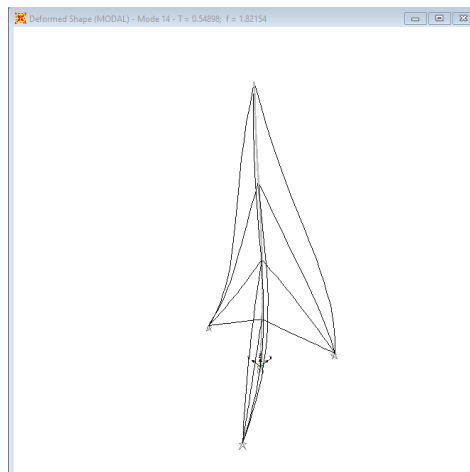 Deformed Shape (MODAL) - Mode 14 - T = 0.54898; f = 1.82154